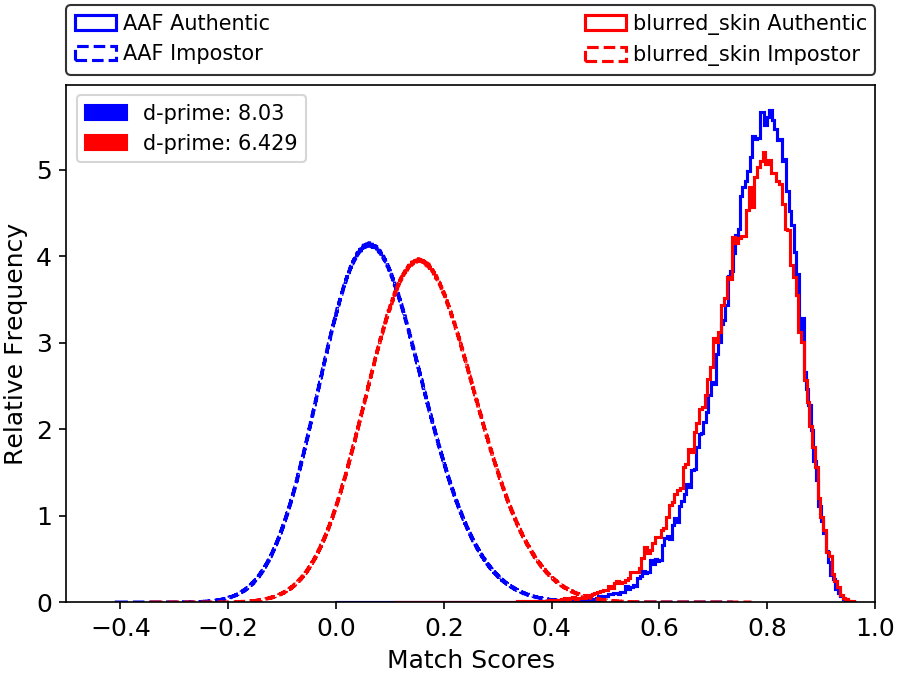 AAF Authentic
AAF Impostor
blurred_skin Authentic
blurred_skin Impostor
d-prime: 8.03
d-prime: 6.429
Relative Frequency
5
4
3
2
1
0
−0.4 −0.2 0.0 0.2 0.4 0.6 0.8 1.0
Match Scores